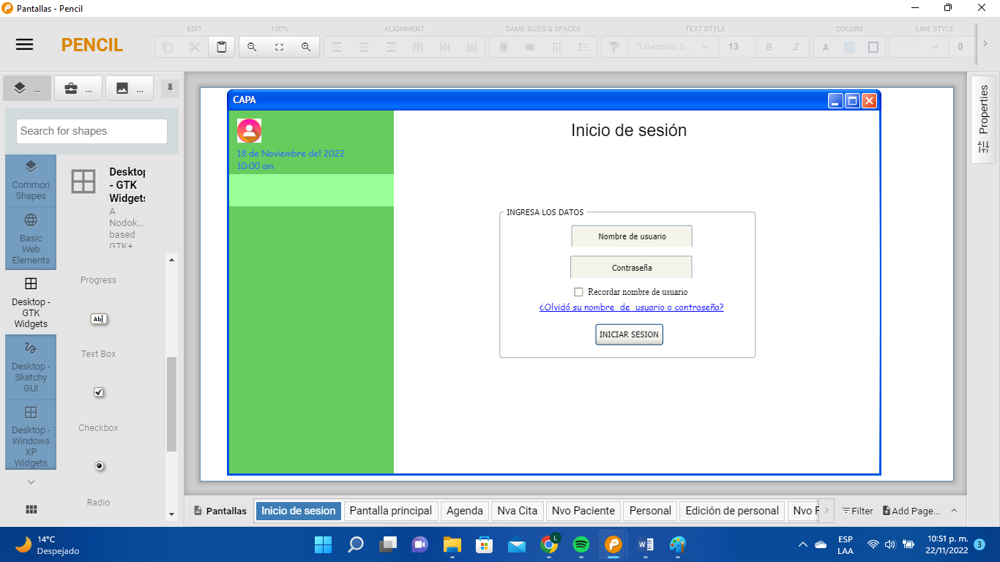 Pantallas - Pencil
PENCIL
EDIT
100%
ALIGNMENT
SAME SIZES & SPACES
TEXT STYLE
COLORS
LINE STYLE
"Liberation S...
13
B
I
A
0
...
...
...
Search for shapes
Common
Shapes
Basic
Web
Elements
Desktop -
GTK
Widgets
Desktop -
Sketchy
GUI
Desktop -
Windows
XP
Widgets
Desktop
- GTK
Widgets
A
Nodok...
based
GTK+
Progress
Ab
Text Box
Checkbox
Radio
CAPA
18 de Noviembre del 2022
10:00 am
Inicio de sesión
INGRESA LOS DATOS
Nombre de usuario
Contraseña
Recordar nombre de usuario
¿Olvidó su nombre de usuario o contraseña?
INICIAR SESION
Properties
Pantallas
Inicio de sesion
Pantalla principal
Agenda
Nva Cita
Nvo Paciente
Personal
Edición de personal
Nvo
Filter
Add Page...
14°C
Despejado
L
W
ESP
LAA
10:51 p. m.
22/11/2022
3